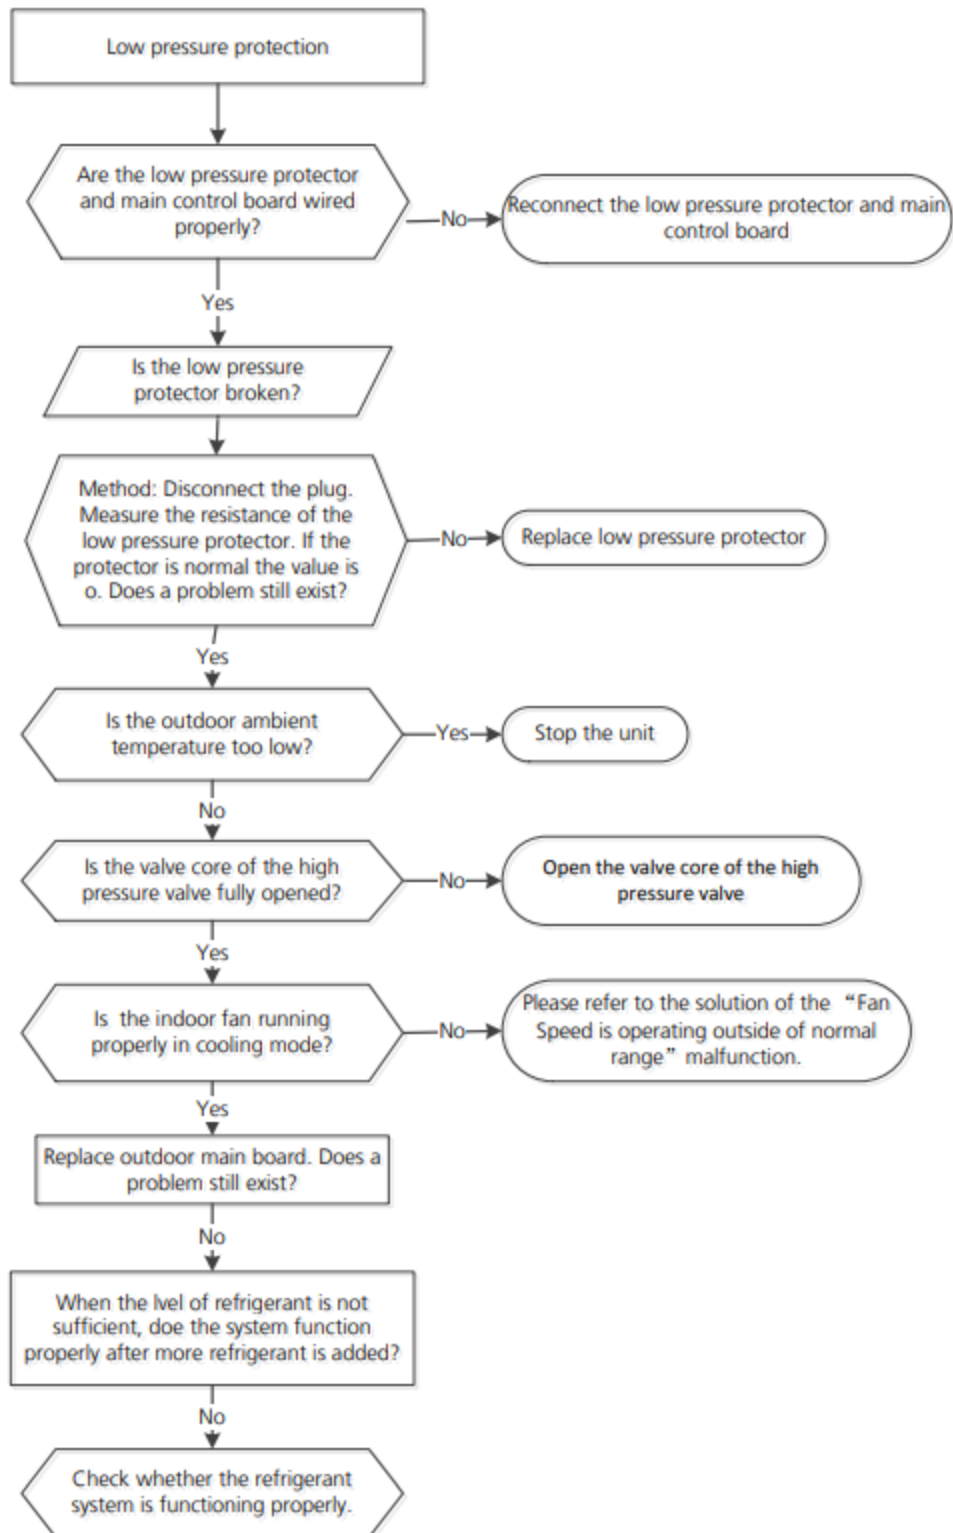 Low pressure protection
Are the low pressure protector
and main control board wired
properly?
No
Reconnect the low pressure protector and main
control board
Yes
Is the low pressure
protector broken?
Method: Disconnect the plug.
Measure the resistance of the
low pressure protector. If the
protector is normal the value is
o. Does a problem still exist?
No
Replace low pressure protector
Yes
Is the outdoor ambient
temperature too low?
Yes
Stop the unit
No
Is the valve core of the high
pressure valve fully opened?
No
Open the valve core of the high
pressure valve
Yes
Is the indoor fan running
properly in cooling mode?
No
Please refer to the solution of the “Fan
Speed is operating outside of normal
range” malfunction.
Yes
Replace outdoor main board. Does a
problem still exist?
No
When the lvel of refrigerant is not
sufficient, doe the system function
properly after more refrigerant is added?
No
Check whether the refrigerant
system is functioning properly.